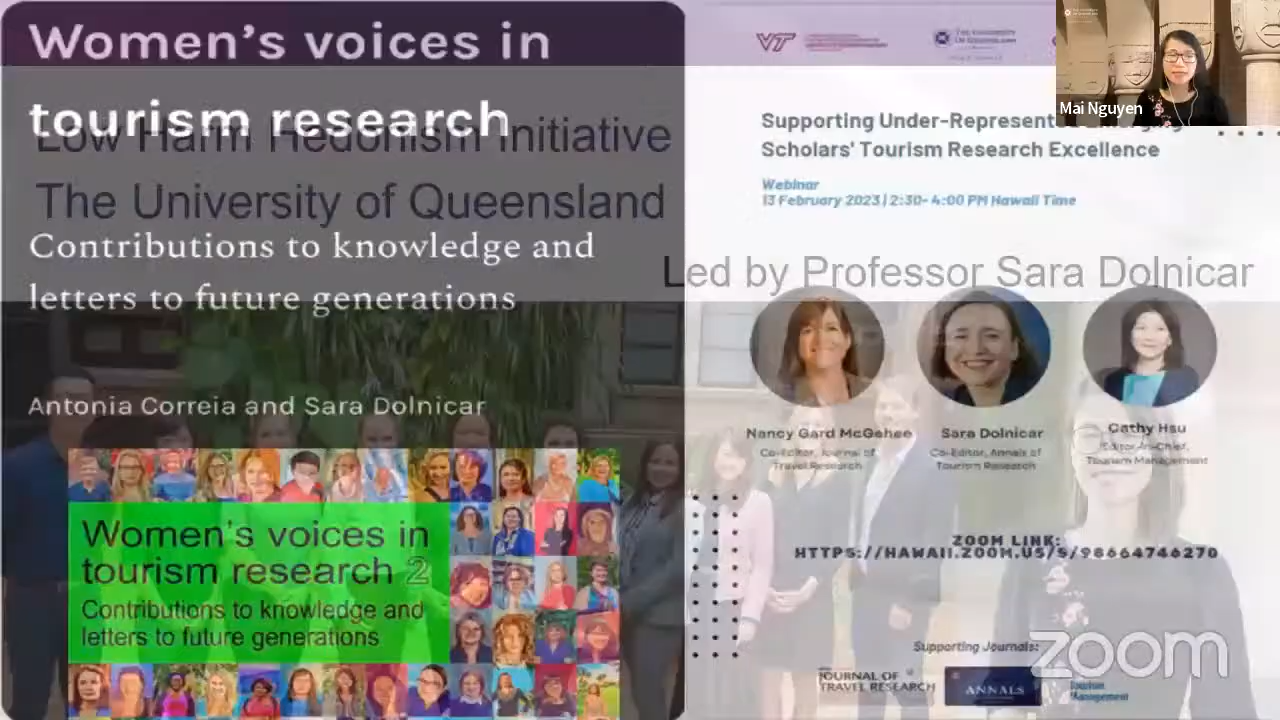 Women's voices in
tourism research
Low Harm Hedonism Initiative
The University of Queensland
Contributions to knowledge and
letters to future generations
Antonia Correia and Sara Dolnicar
Women's voices in
tourism research 2
Contributions to knowledge and
letters to future generations
VT
Mai Nguyen
Supporting Under-Represented
Scholars' Tourism Research Excellence
Webinar
13 February 2023 | 2:30- 4:00 PM Hawaii Time
Led by Professor Sara Dolnicar
Nancy Gard McGehee
Co-Editor, Journal of
Travel Research
Sara Dolnicar
Co-Editor, Annals of
Tourism Research
Cathy Hsu
Editor-in-Chief,
Tourism Management
ZOOM LINK:
HTTPS://HAWAII.ZOOM.US/S/98664746270
Supporting Journals:
JOURNAL OF
TRAVEL RESEARCH
ANNALS
Tourism
Management
zoom